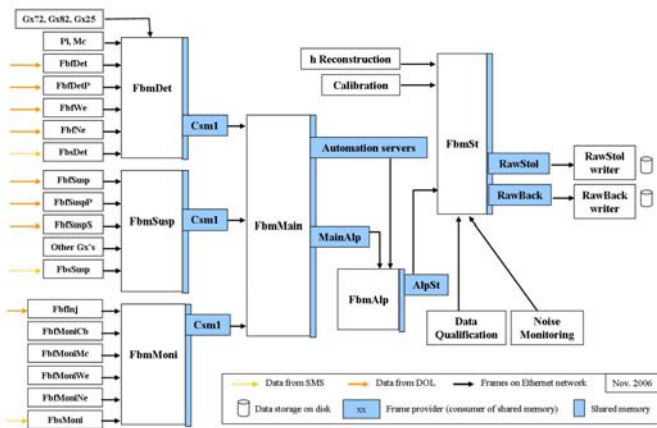 Gx72, Gx82, Gx25
Pi, Mc
FbfDet
FbfDetP
FbfWe
FbfNe
FbsDet
FbmDet
Csm1
FbfSusp
FbfSuspP
FbfSuspS
Other Gx's
FbsSusp
FbmSusp
Csm1
FbfInj
FbfMoniCb
FbfMoniMc
FbfMoniWe
FbfMoniNe
FbsMoni
FbmMoni
Csm1
FbmMain
Automation servers
MainAlp
FbmAlp
AlpSt
h Reconstruction
Calibration
FbmSt
RawStol
RawBack
RawStol
writer
RawBack
writer
Data
Qualification
Noise
Monitoring
Data from SMS
Data from DOL
Frames on Ethernet network
Nov. 2006
Data storage on disk
xx
Frame provider (consumer of shared memory)
Shared memory